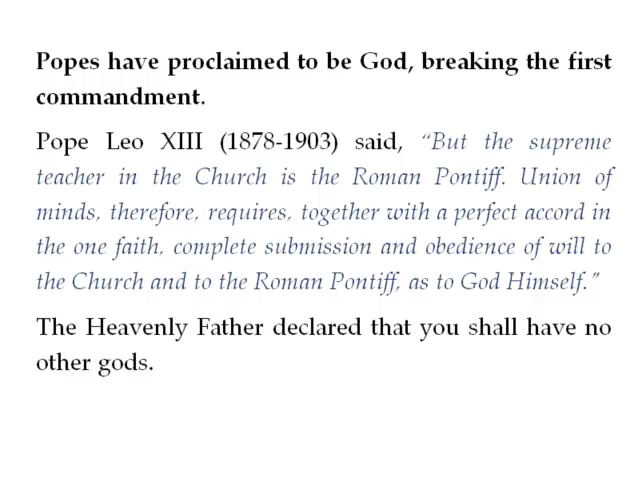 Popes have proclaimed to be God, breaking the first
commandment.
Pope Leo XIII (1878-1903) said, “But the supreme
teacher in the Church is the Roman Pontiff. Union of
minds, therefore, requires, together with a perfect accord in
the one faith, complete submission and obedience of will to
the Church and to the Roman Pontiff, as to God Himself.”
The Heavenly Father declared that you shall have no
other gods.